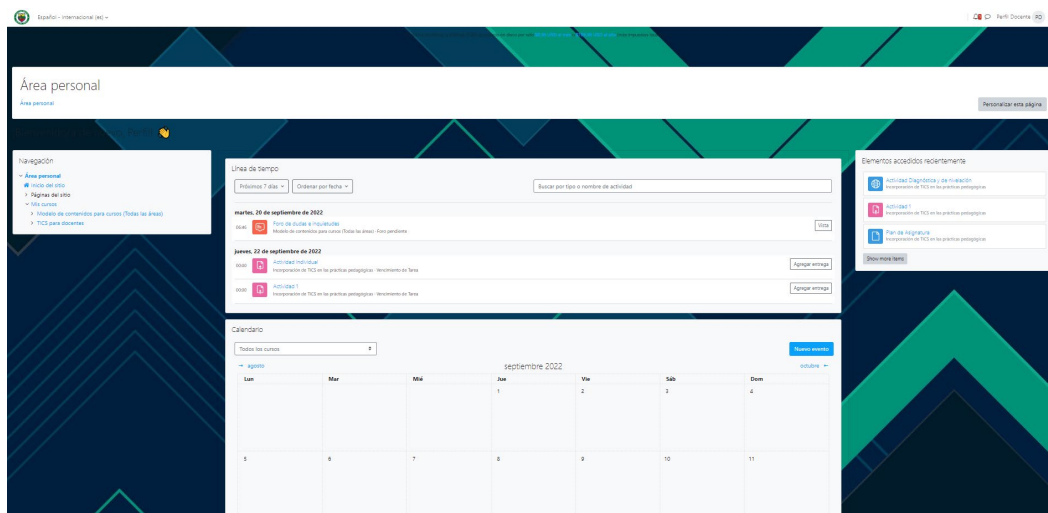 Español - Internacional (es)
Perfil Docente PD
Área personal
Área personal
Personalizar esta página
Navegación
Área personal
Inicio del sitio
Páginas del sitio
Mis cursos
Modelo de contenidos para cursos (Todas las áreas)
TICS para docentes
Línea de tiempo
Próximos 7 días
Ordenar por fecha
Buscar por tipo o nombre de actividad
martes, 20 de septiembre de 2022
Foro de dudas e inquietudes
Vista
Modelo de contenidos para cursos (Todas las áreas) · Foro pendiente
jueves, 22 de septiembre de 2022
00:00
Actividad individual
Agregar entrega
Incorporación de TICS en las prácticas pedagógicas · Vencimiento de Tarea
00:00
Actividad 1
Agregar entrega
Incorporación de TICS en las prácticas pedagógicas · Vencimiento de Tarea
Elementos accedidos recientemente
Actividad Diagnóstica y de nivelación
Incorporación de TICS en las prácticas pedagógicas
Actividad 1
Incorporación de TICS en las prácticas pedagógicas
Plan de Asignatura
Incorporación de TICS en las prácticas pedagógicas
Show more items
Calendario
Todos los cursos
Nuevo evento
agosto
septiembre 2022
octubre
Lun Mar Mié Jue Vie Sáb Dom
1 2 3 4
5 6 7 8 9 10 11